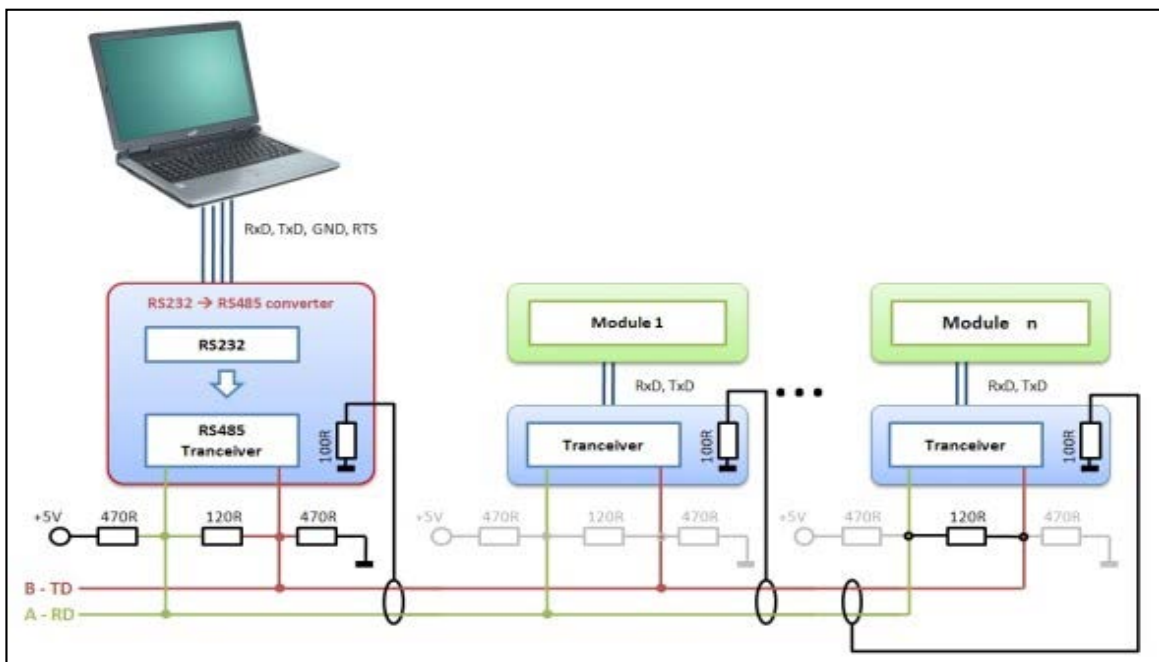 RxD, TxD, GND, RTS
RS232 → RS485 converter
RS232
RS485
Tranceiver
100R
Module 1
RxD, TxD
Tranceiver
100R
Module n
RxD, TxD
Tranceiver
100R
+5V 470R 120R 470R
+5V 470R 120R 470R
+5V 470R 120R 470R
B - TD
A - RD